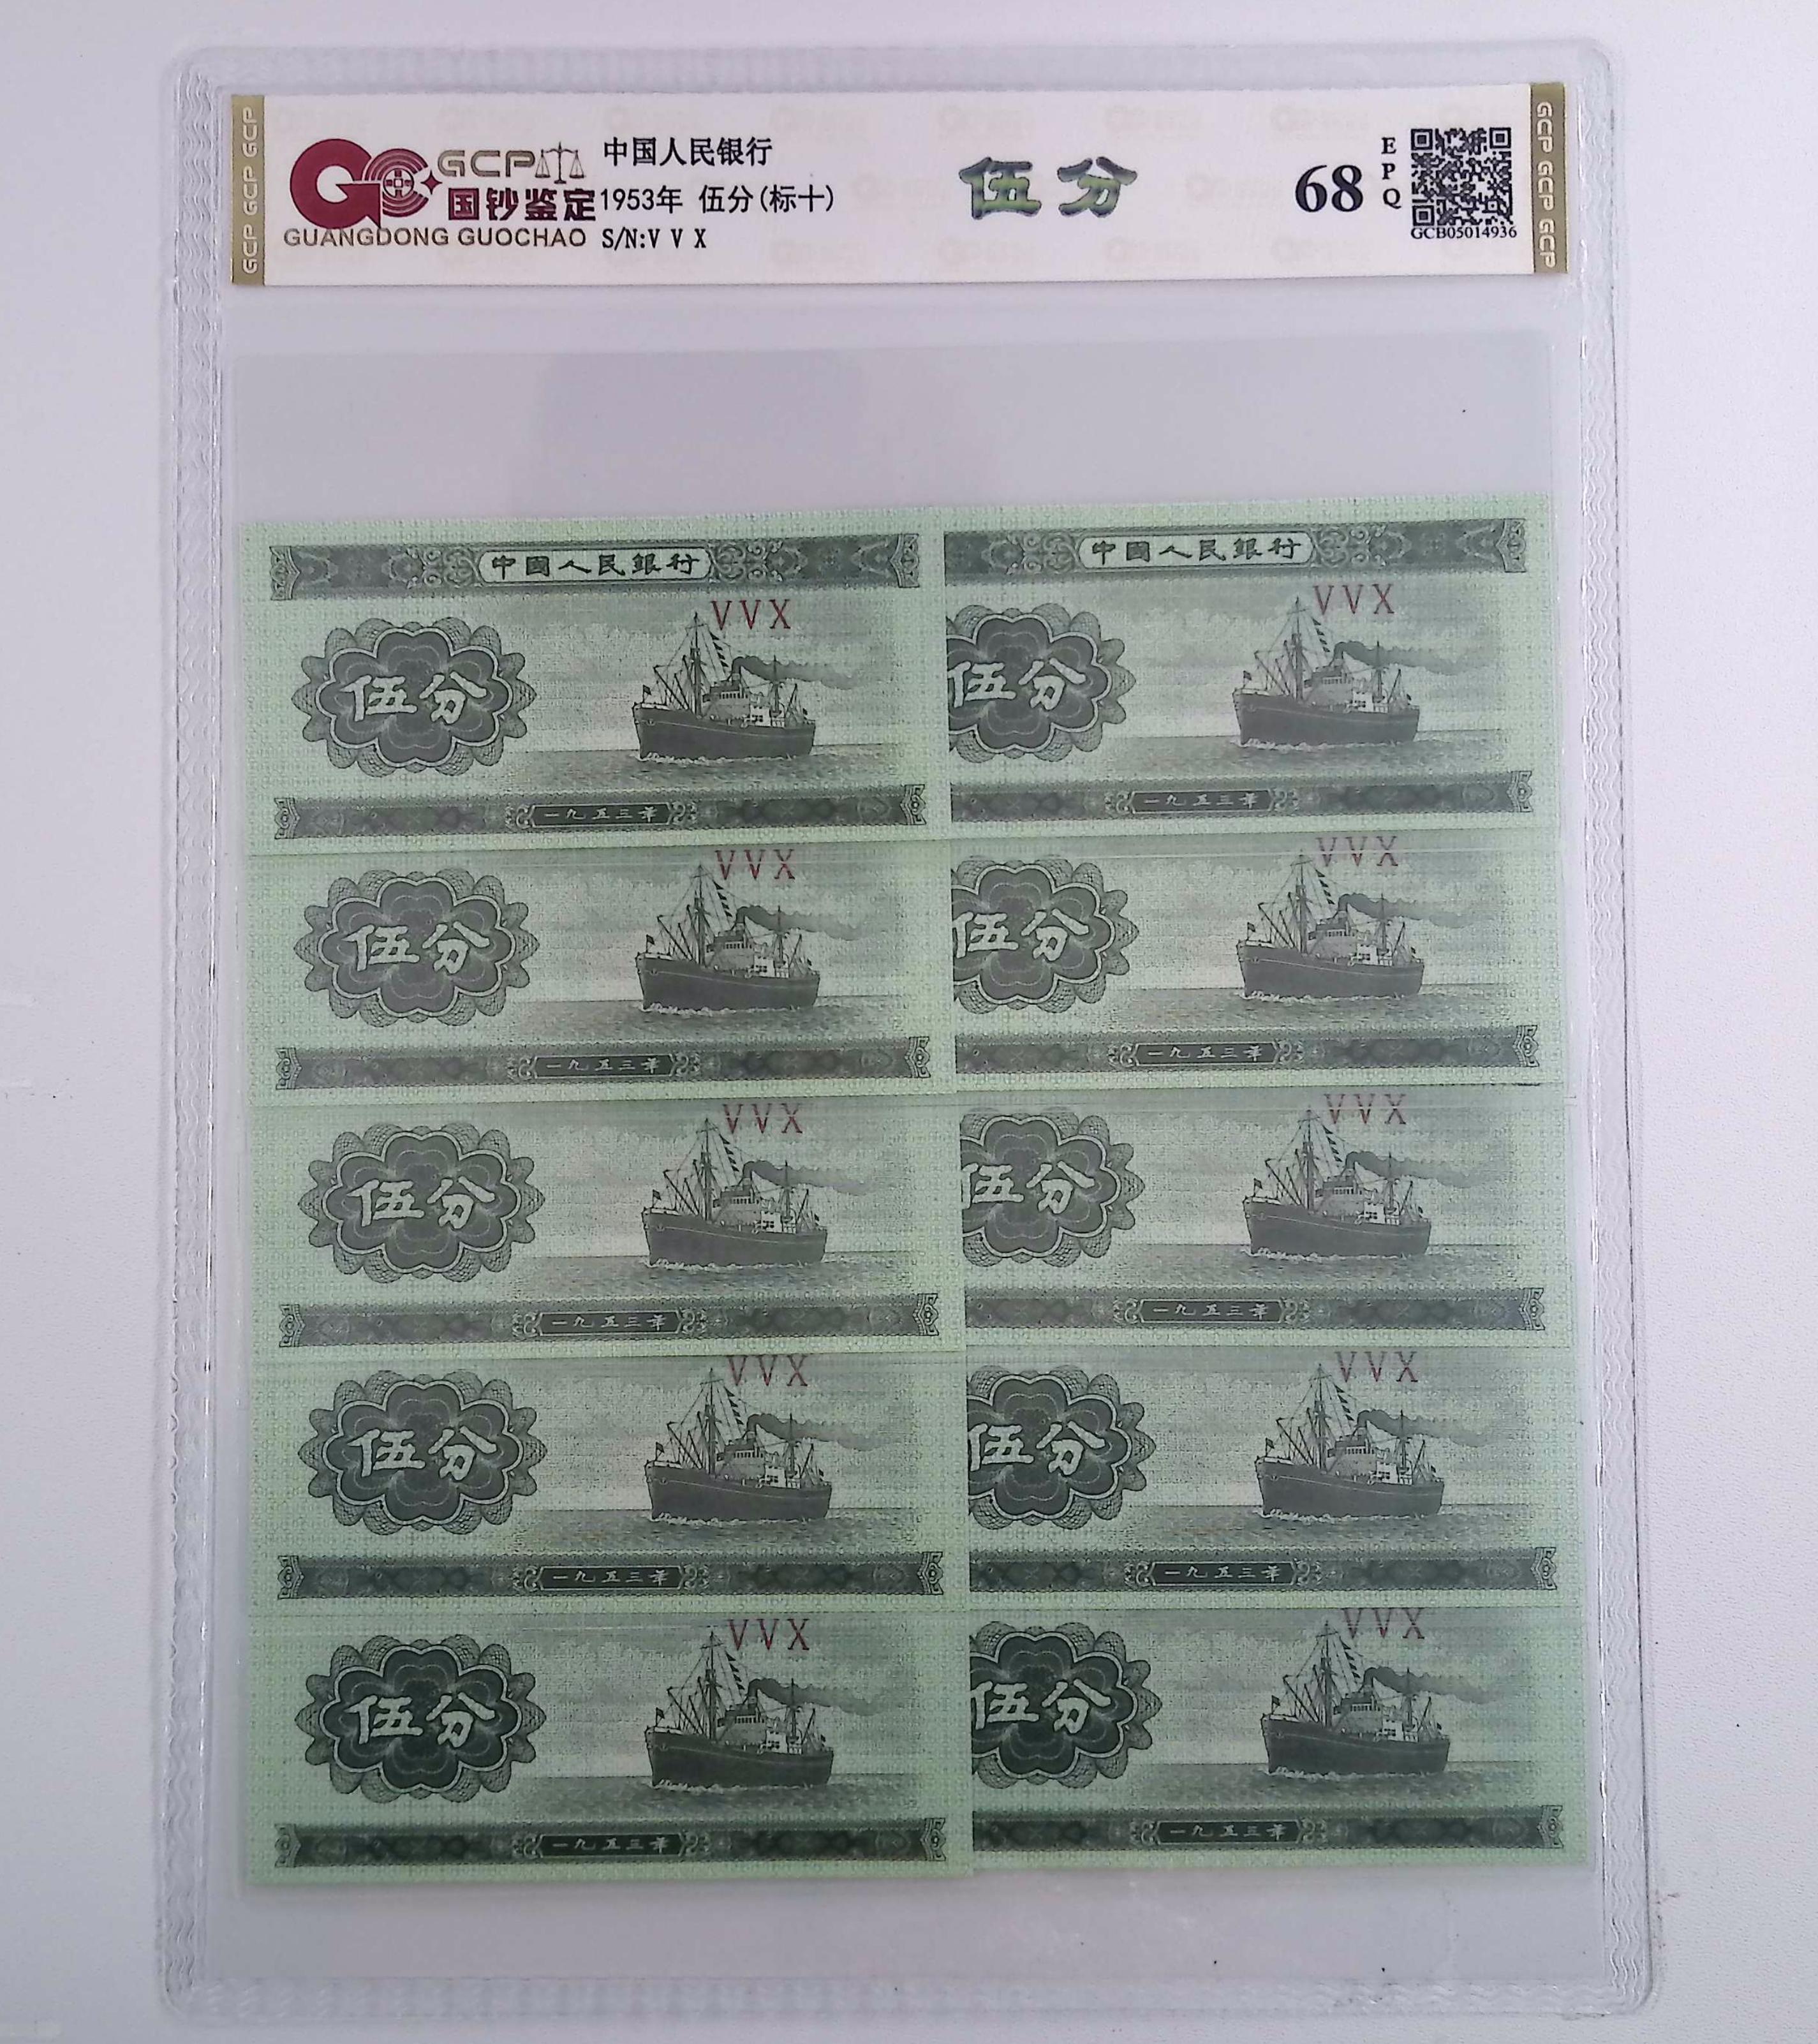 GCP GCP GCP
GCP
国钞鉴定
GUANGDONG GUOCHAO
中国人民银行
1953年 伍分(标十)
S/N:V V X
伍分
68
EPQ
GCB05014936
GCP GCP GCP
中國人民銀行
VVX
伍分
一九五三年
中國人民銀行
VVX
伍分
一九五三年
VVX
伍分
一九五三年
VVX
伍分
一九五三年
VVX
伍分
一九五三年
VVX
伍分
一九五三年
VVX
伍分
一九五三年
VVX
伍分
一九五三年
VVX
伍分
一九五三年
VVX
伍分
一九五三年